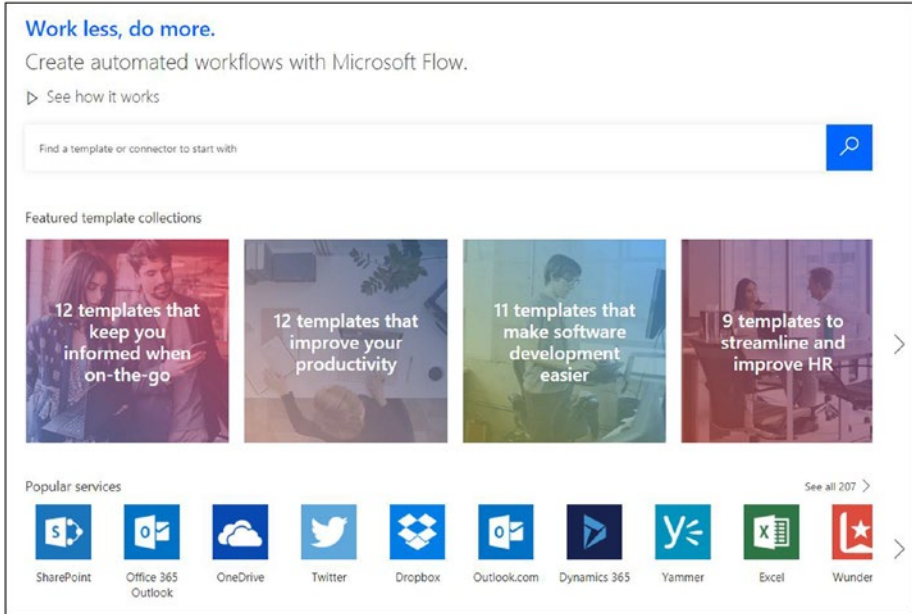 Work less, do more.
Create automated workflows with Microsoft Flow.
See how it works
Find a template or connector to start with
Featured template collections
12 templates that
keep you
informed when
on-the-go
12 templates that
improve your
productivity
11 templates that
make software
development
easier
9 templates to
streamline and
improve HR
Popular services
See all 207
SharePoint
Office 365
Outlook
OneDrive
Twitter
Dropbox
Outlook.com
Dynamics 365
Yammer
Excel
Wunder